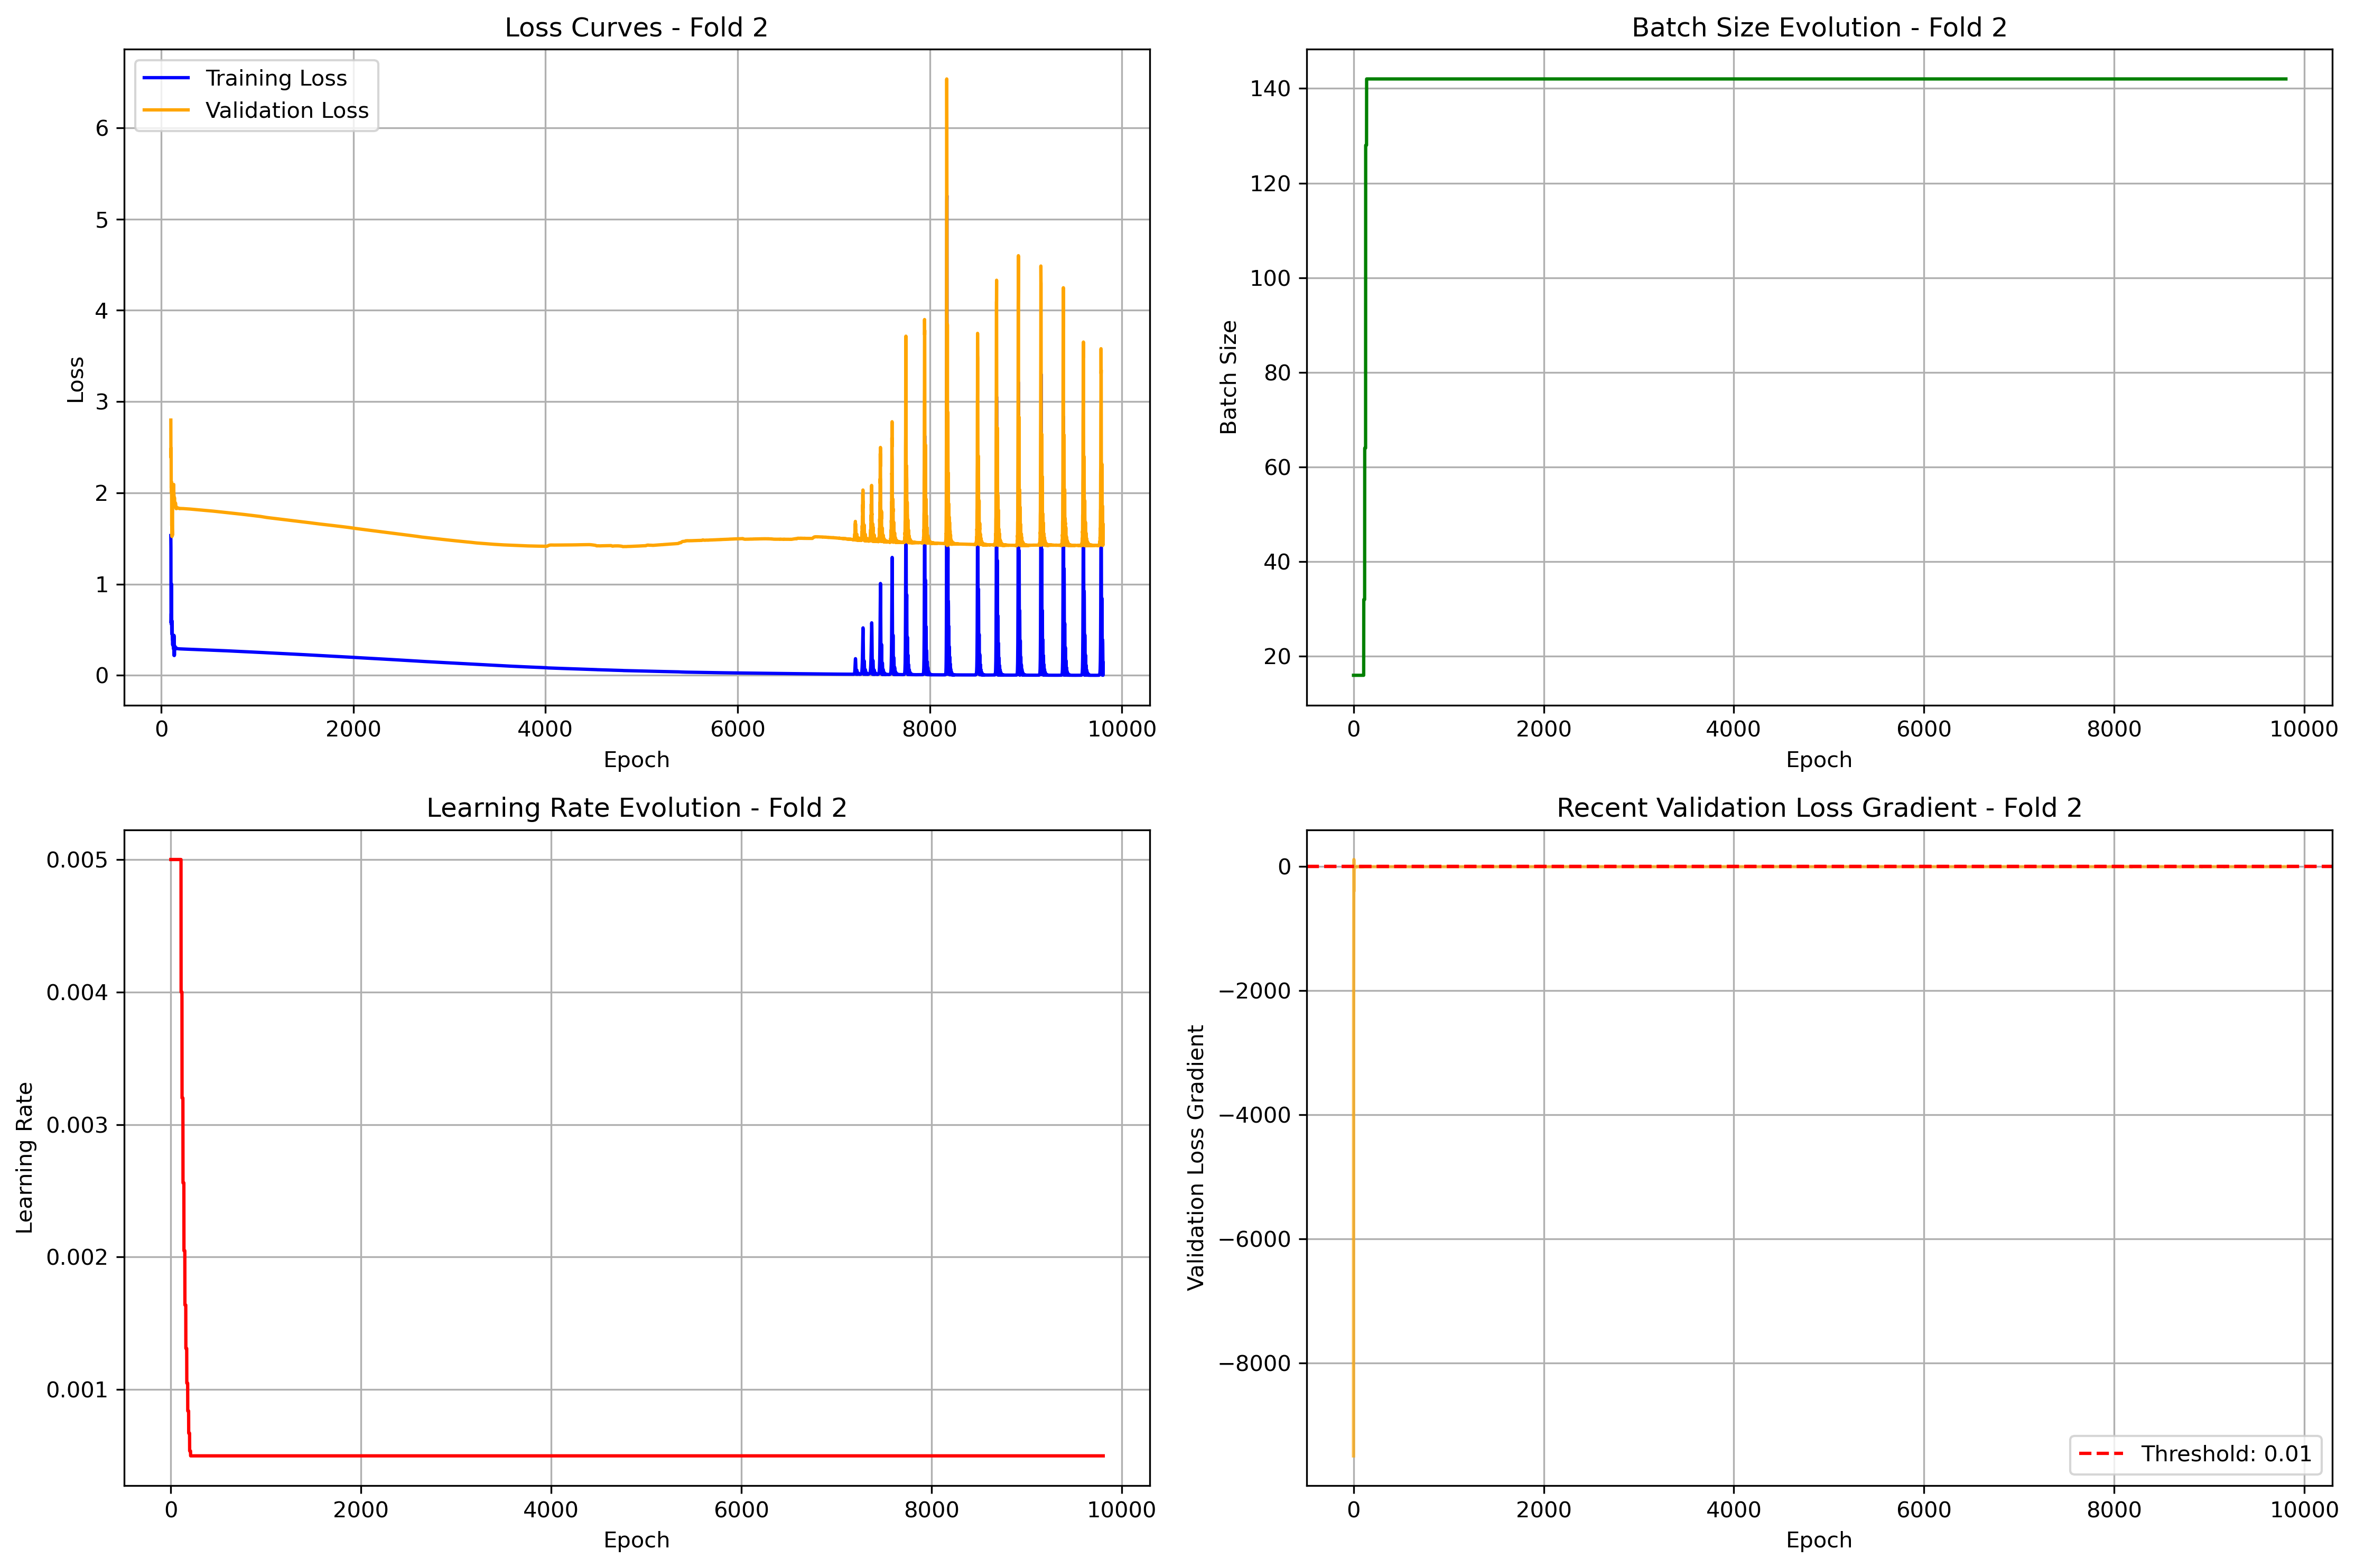 Loss Curves - Fold 2
Training Loss
Validation Loss
6
5
4
3
2
1
0
Loss
0 2000 4000 6000 8000 10000
Epoch
Batch Size Evolution - Fold 2
140
120
100
80
60
40
20
Batch Size
0 2000 4000 6000 8000 10000
Epoch
Learning Rate Evolution - Fold 2
0.005
0.004
0.003
0.002
0.001
Learning Rate
0 2000 4000 6000 8000 10000
Epoch
Recent Validation Loss Gradient - Fold 2
0
−2000
−4000
−6000
−8000
Validation Loss Gradient
Threshold: 0.01
0 2000 4000 6000 8000 10000
Epoch